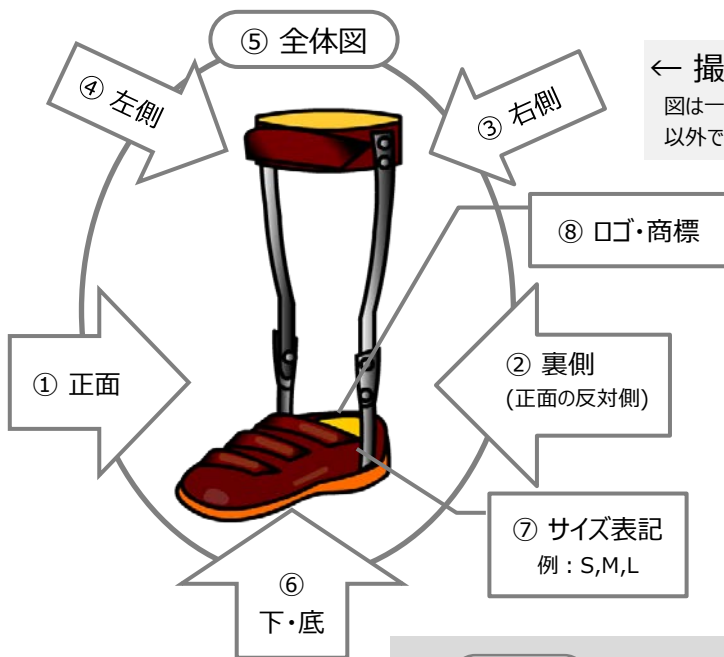 ⑤ 全体図
④ 左側
③ 右側
← 撮
図は一
以外で
⑧ ロゴ・商標
① 正面
② 裏側
(正面の反対側)
⑦ サイズ表記
例：S,M,L
⑥
下・底